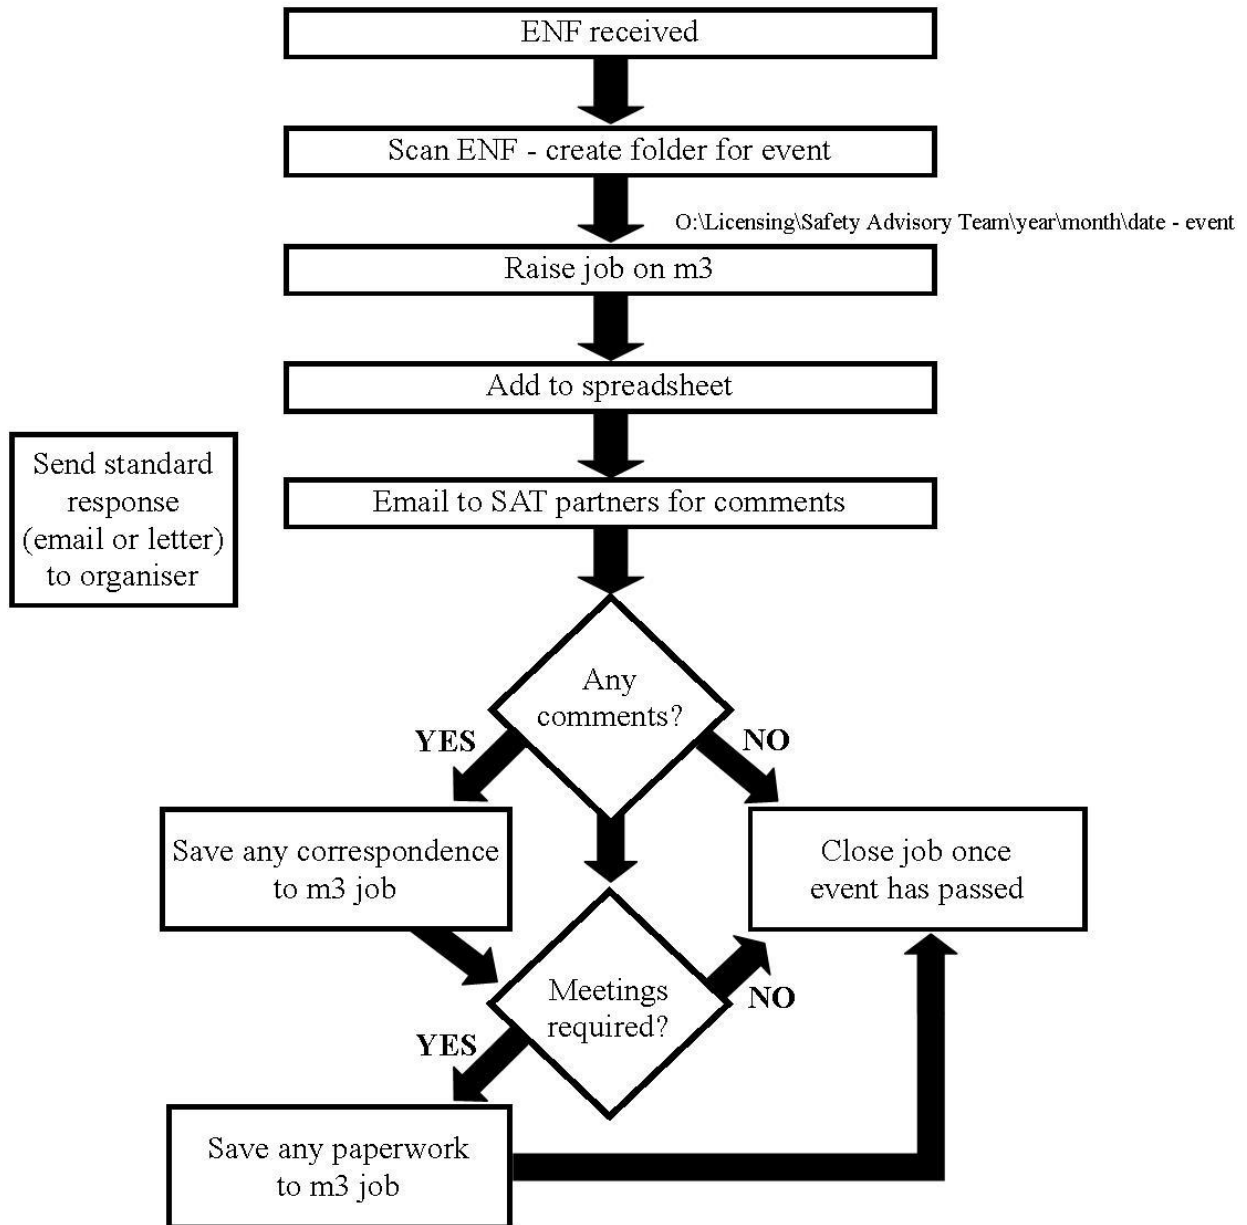 ENF received
Scan ENF - create folder for event
O:\Licensing\Safety Advisory Team\year\month\date - event
Raise job on m3
Add to spreadsheet
Send standard
response
(email or letter)
to organiser
Email to SAT partners for comments
Any
comments?
YES
NO
Save any correspondence
to m3 job
Close job once
event has passed
Meetings
required?
NO
YES
Save any paperwork
to m3 job